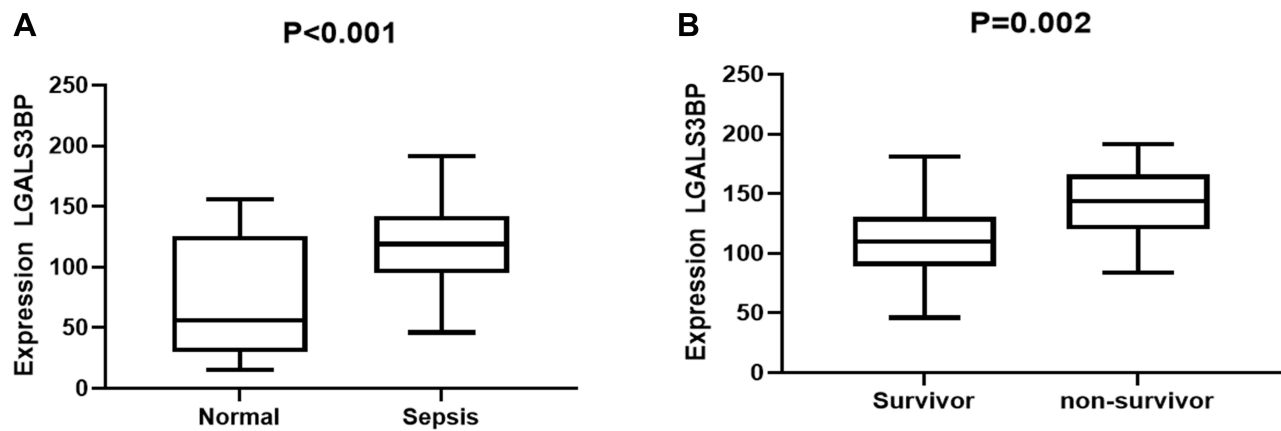 A
P<0.001
Expression LGALS3BP
250
200
150
100
50
0
Normal
Sepsis
B
P=0.002
Expression LGALS3BP
250
200
150
100
50
0
Survivor
non-survivor